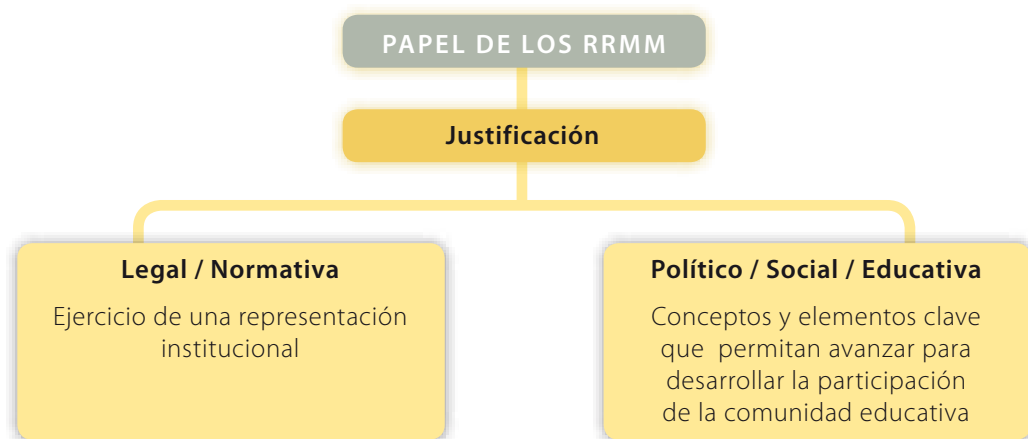 PAPEL DE LOS RRMM
Justificación
Legal / Normativa
Ejercicio de una representación
institucional
Político / Social / Educativa
Conceptos y elementos clave
que permitan avanzar para
desarrollar la participación
de la comunidad educativa